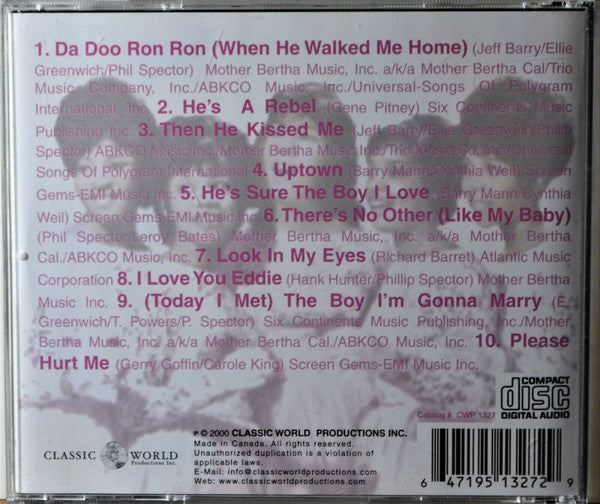 1. Da Doo Ron Ron (When He Walked Me Home) (Jeff Barry/Ellie
Greenwich/Phil Spector) Mother Bertha Music, Inc. a/k/a Mother Bertha Cal/Trio
Music Company, Inc./ABKCO Music, Inc./Universal-Songs Of Polygram
International, Inc. 2. He's A Rebel (Gene Pitney) Six Continents Music
Publishing Inc. 3. Then He Kissed Me (Jeff Barry/Ellie Greenvich/Philip
Spector) ABKCO Music Inc./Mother Bertha Music Inc./Trio Music Co. Inc./Universal
Songs Of Polygram International 4. Uptown (Barry Mann/Cynthia Weil) Screen
Gems-EMI Music Inc. 5. He's Sure The Boy I Love (Barry Mann/Cynthia
Weil) Screen Gems-EMI Music Inc. 6. There's No Other (Like My Baby)
(Phil Spector/Leroy Bates) Mother Bertha Music, Inc. a/k/a Mother Bertha
Cal./ABKCO Music Inc. 7. Look In My Eyes (Richard Barret) Atlantic Music
Corporation 8. I Love You Eddie (Hank Hunter/Phillip Spector) Mother Bertha
Music Inc. 9. (Today I Met) The Boy I'm Gonna Marry (E.
Greenwich/T. Powers/P. Spector) Six Continents Music Publishing, Inc./Mother
Bertha Music, Inc. a/k/a Mother Bertha Cal./ABKCO Music, Inc. 10. Please
Hurt Me (Gerry Goffin/Carole King) Screen Gems-EMI Music Inc.
COMPACT
disc
DIGITAL AUDIO
Catalog # CWP 1327
CLASSIC WORLD
Productions Inc.
℗ © 2000 CLASSIC WORLD PRODUCTIONS INC.
Made in Canada. All rights reserved.
Unauthorized duplication is a violation of
applicable laws.
E-Mail: info@classicworldproductions.com
Web: www.classicworldproductions.com
6 47195 13272 9